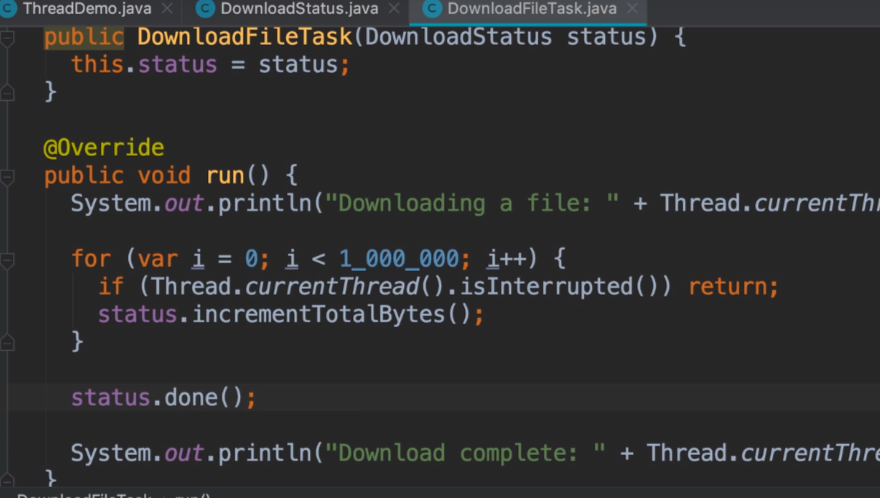 ThreadDemo.java DownloadStatus.java DownloadFileTask.java
public DownloadFileTask(DownloadStatus status) {
this.status = status;
}
@Override
public void run() {
System.out.println("Downloading a file: " + Thread.currentThr
for (var i = 0; i < 1_000_000; i++) {
if (Thread.currentThread().isInterrupted()) return;
status.incrementTotalBytes();
}
status.done();
System.out.println("Download complete: " + Thread.currentThre
}
DownloadFileTask run()